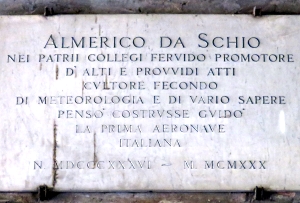 ALMERICO DA SCHIO
NEI PATRII COLLEGI FERVIDO PROMOTORE
D'ALTI E PROVVIDI ATTI
CVLTORE FECONDO
DI METEOROLOGIA E DI VARIO SAPERE
PENSÒ COSTRVSSE GVIDÒ
LA PRIMA AERONAVE
ITALIANA
N. MDCCCXXXVI – M. MCMXXX